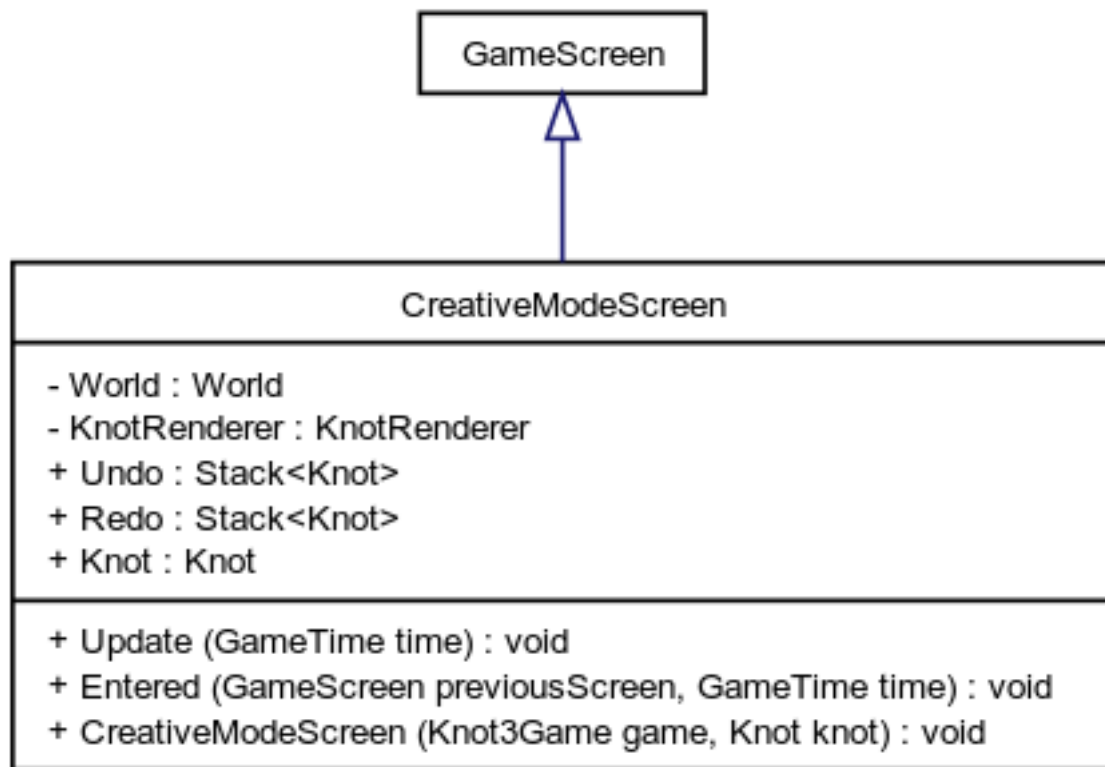 GameScreen
CreativeModeScreen
- World : World
- KnotRenderer : KnotRenderer
+ Undo : Stack<Knot>
+ Redo : Stack<Knot>
+ Knot : Knot
+ Update (GameTime time) : void
+ Entered (GameScreen previousScreen, GameTime time) : void
+ CreativeModeScreen (Knot3Game game, Knot knot) : void